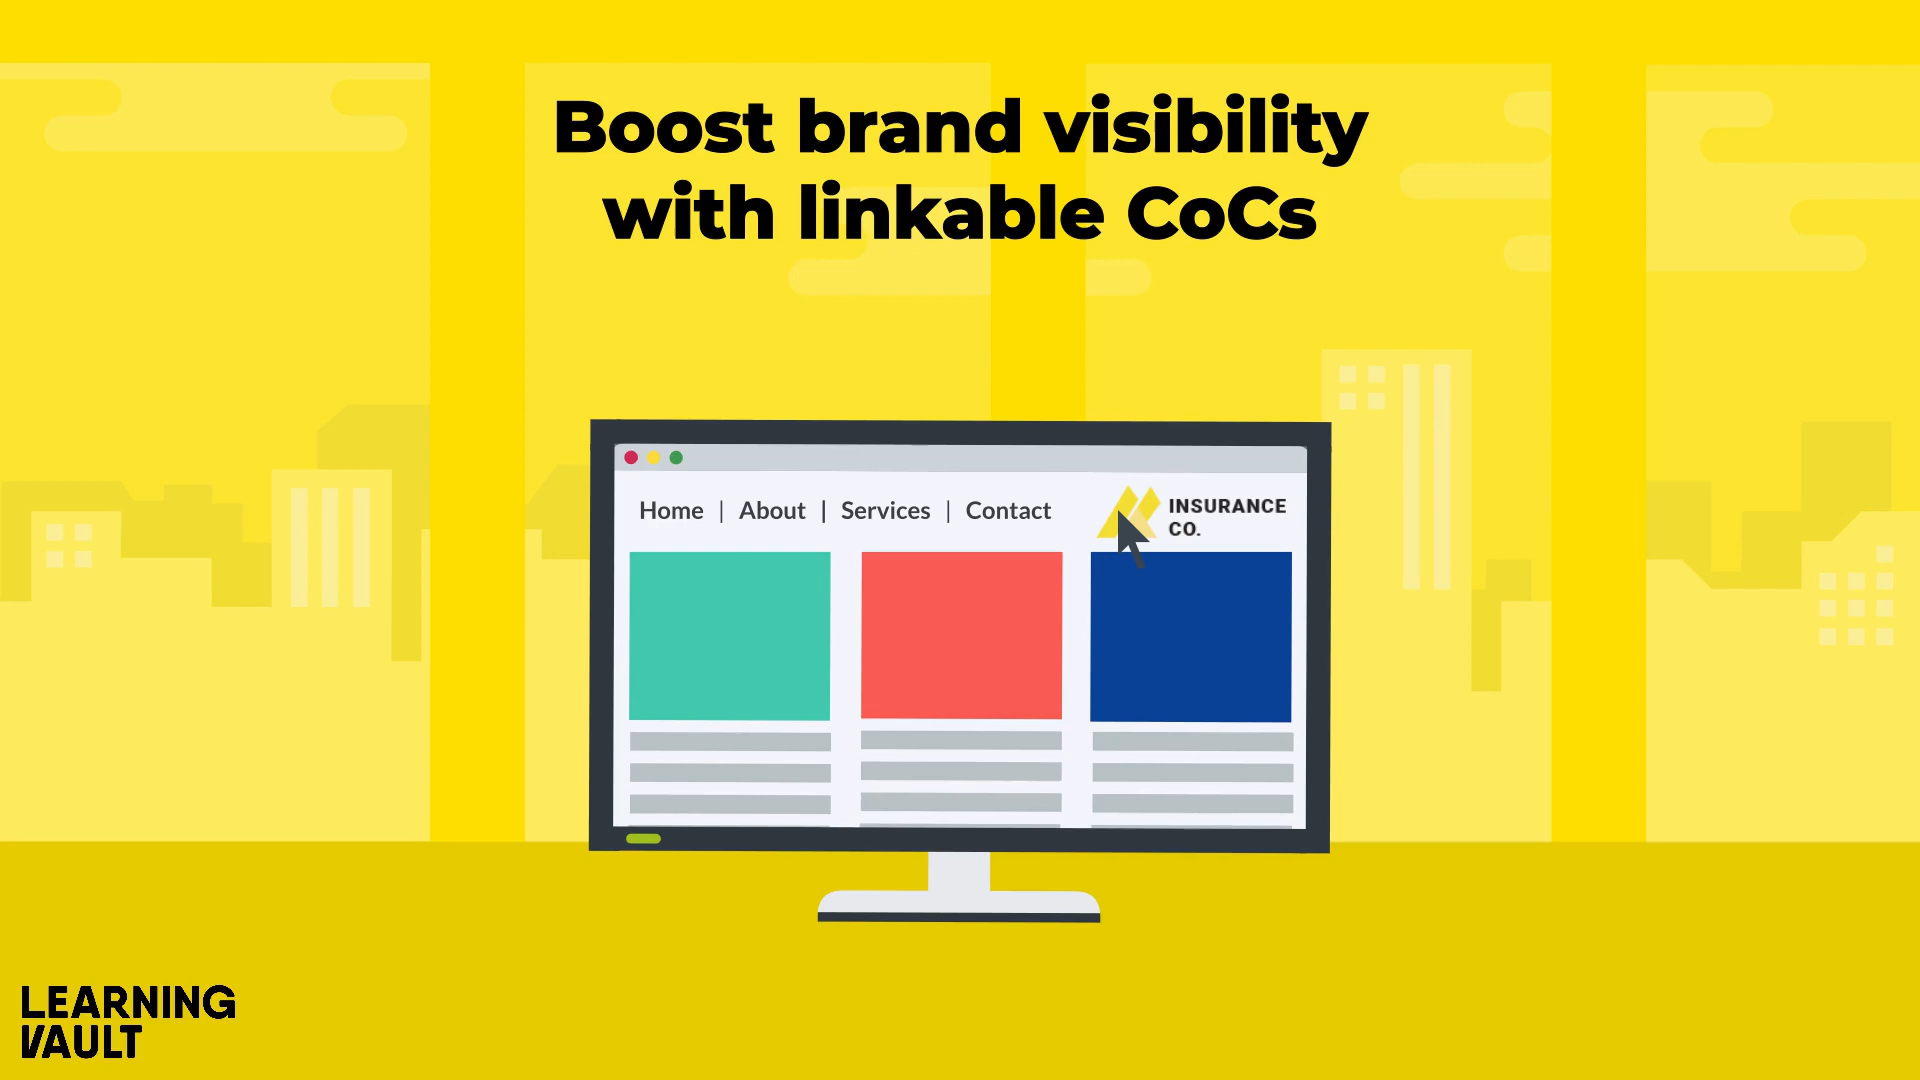 Boost brand visibility
with linkable CoCs
Home | About | Services | Contact
INSURANCE
CO.
LEARNING
VAULT